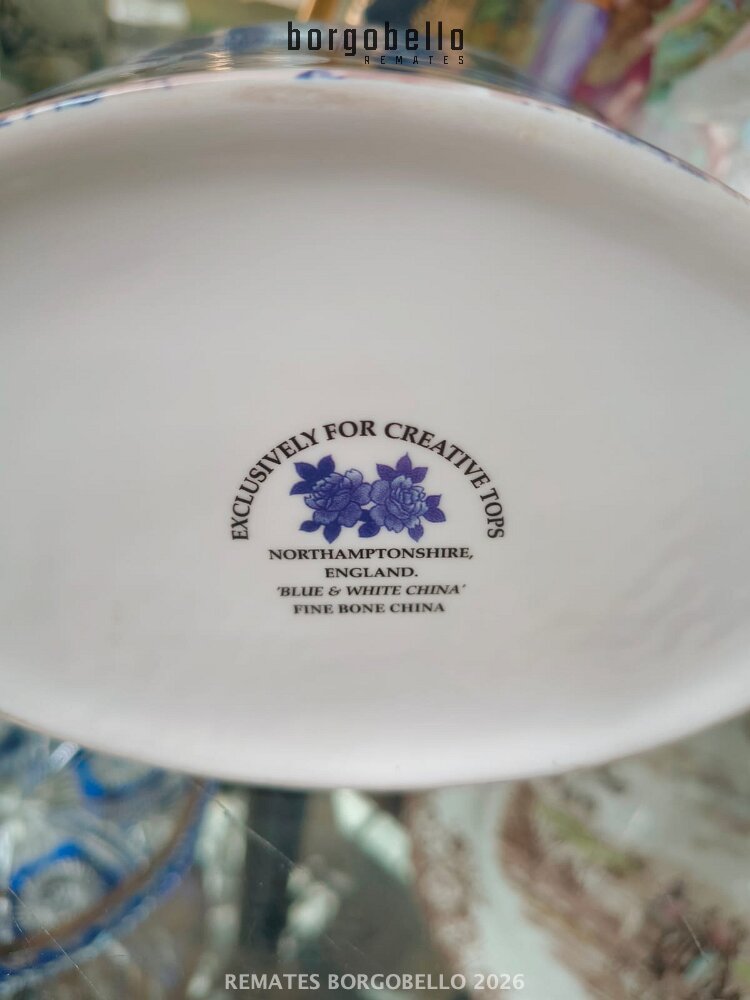 borgobello
REMATES
EXCLUSIVELY FOR CREATIVE TOPS
NORTHAMPTONSHIRE,
ENGLAND.
'BLUE & WHITE CHINA'
FINE BONE CHINA
REMATES BORGOBELLO 2026